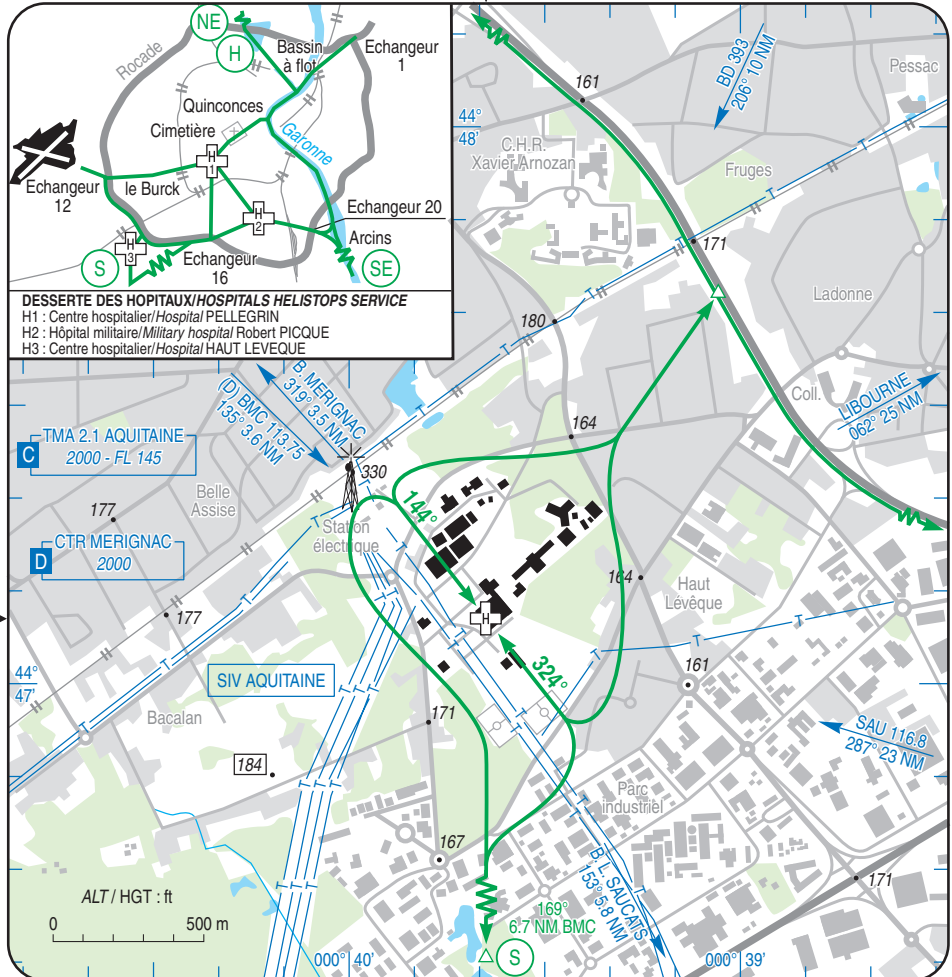 NE
H
Rocade
Bassin
à flot
Echangeur
1
Quinconces
Cimetière
Garonne
H
1
Echangeur
12
le Burck
H
2
Echangeur 20
Arcins
H
3
S
Echangeur
16
SE
DESSERTE DES HOPITAUX/HOSPITALS HELISTOPS SERVICE
H1 : Centre hospitalier/Hospital PELLEGRIN
H2 : Hôpital militaire/Military hospital Robert PICQUE
H3 : Centre hospitalier/Hospital HAUT LEVEQUE
161
BD 393
206° 10 NM
Pessac
44°
48'
C.H.R.
Xavier Arnozan
Fruges
171
Ladonne
180
Coll.
LIBOURNE
062° 25 NM
B. MERIGNAC
319° 3.5 NM
(D) BMC 113.75
135° 3.6 NM
164
C
TMA 2.1 AQUITAINE
2000 - FL 145
330
Belle
Assise
177
144°
Station
électrique
D
CTR MERIGNAC
2000
164
Haut
Lévêque
177
H
324°
161
44°
47'
SIV AQUITAINE
Bacalan
171
SAU 116.8
287° 23 NM
184
Parc
industriel
167
171
B L. SAUCATS
153° 5.8 NM
ALT / HGT : ft
0
500 m
169°
6.7 NM BMC
S
000° 40'
000° 39'